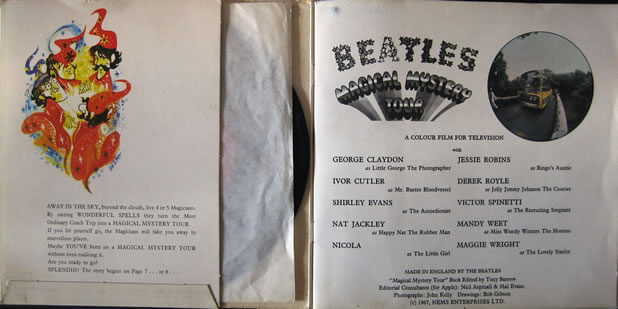 AWAY IN THE SKY, beyond the clouds, live 4 or 5 Magicians.
By casting WONDERFUL SPELLS they turn the Most
Ordinary Coach Trip into a MAGICAL MYSTERY TOUR.
If you let yourself go, the Magicians will take you away to
marvellous places.
Maybe YOU'VE been on a MAGICAL MYSTERY TOUR
without even realising it.
Are you ready to go?
SPLENDID! The story begins on Page 7 . . . or 8 . . . .
BEATLES
MAGICAL MYSTERY
TOUR
A COLOUR FILM FOR TELEVISION
with
GEORGE CLAYDON
as Little George The Photographer
JESSIE ROBINS
as Ringo's Auntie
IVOR CUTLER
as Mr. Buster Bloodvessel
DEREK ROYLE
as Jolly Jimmy Johnson The Courier
SHIRLEY EVANS
as The Accordionist
VICTOR SPINETTI
as The Recruiting Sergeant
NAT JACKLEY
as Happy Nat The Rubber Man
MANDY WEET
as Miss Wendy Winters The Hostess
NICOLA
as The Little Girl
MAGGIE WRIGHT
as The Lovely Starlet
MADE IN ENGLAND BY THE BEATLES
"Magical Mystery Tour" Book Edited by Tony Barrow
Editorial Consultants (for Apple): Neil Aspinall & Mal Evans
Photographs: John Kelly Drawings: Bob Gibson
(c) 1967, NEMS ENTERPRISES LTD.